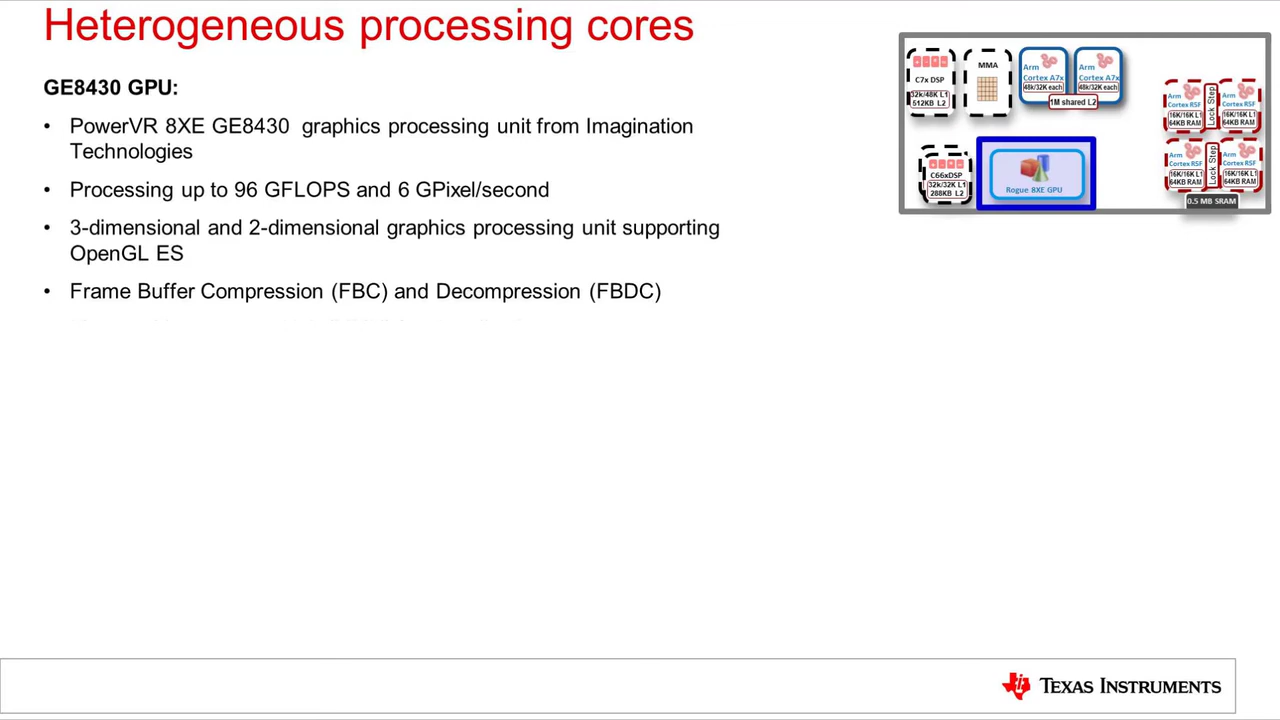 Heterogeneous processing cores
GE8430 GPU:
• PowerVR 8XE GE8430 graphics processing unit from Imagination
Technologies
• Processing up to 96 GFLOPS and 6 GPixel/second
• 3-dimensional and 2-dimensional graphics processing unit supporting
OpenGL ES
• Frame Buffer Compression (FBC) and Decompression (FBDC)
C7x DSP
32k/48K L1
512KB L2
MMA
Arm
Cortex A7x
48k/32K each
Arm
Cortex A7x
48k/32K each
1M shared L2
C66xDSP
32k/32K L1
288KB L2
Rogue 8XE GPU
Arm
Cortex R5F
16K/16K L1
64KB RAM
Lock Step
Arm
Cortex R5F
16K/16K L1
64KB RAM
Arm
Cortex R5F
16K/16K L1
64KB RAM
Lock Step
Arm
Cortex R5F
16K/16K L1
64KB RAM
0.5 MB SRAM
TEXAS INSTRUMENTS